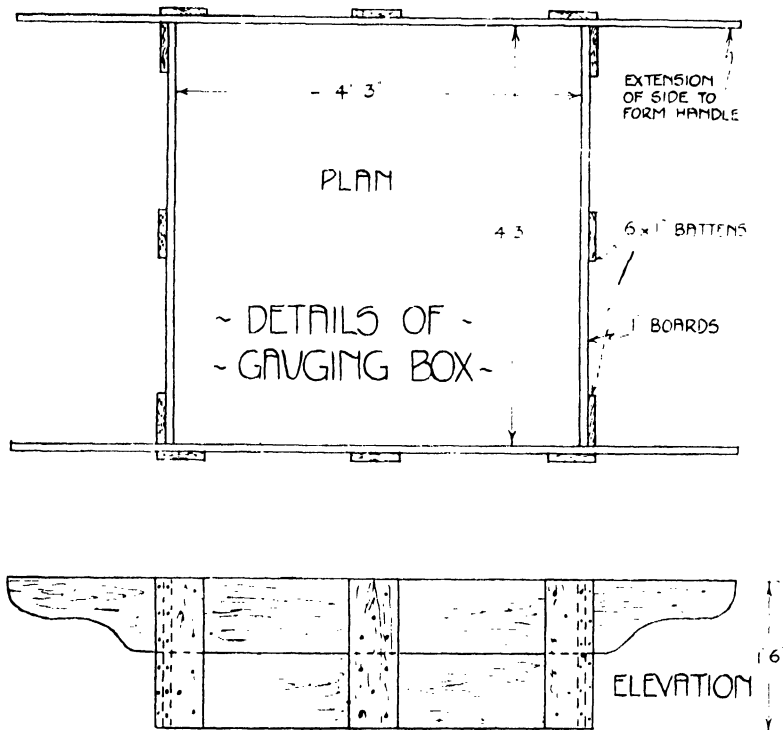 EXTENSION
OF SIDE TO
FORM HANDLE
- 4' 3"
PLAN
4 3
6 x 1" BATTENS
1" BOARDS
~ DETAILS OF ~
~ GAUGING BOX ~
1' 6"
ELEVATION